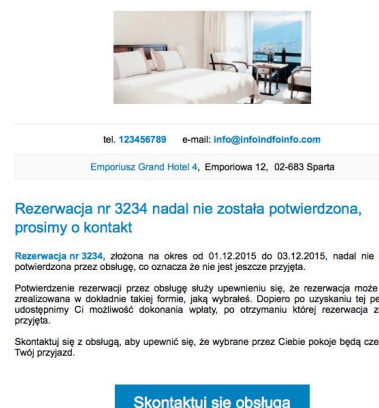 tel. 123456789 e-mail: info@infoindfoinfo.com
Emporiusz Grand Hotel 4, Emporiowa 12, 02-683 Sparta
Rezerwacja nr 3234 nadal nie została potwierdzona,
prosimy o kontakt
Rezerwacja nr 3234, złożona na okres od 01.12.2015 do 03.12.2015, nadal nie
potwierdzona przez obsługę, co oznacza że nie jest jeszcze przyjęta.
Potwierdzenie rezerwacji przez obsługę służy upewnieniu się, że rezerwacja może
zrealizowana w dokładnie takiej formie, jaką wybrałeś. Dopiero po uzyskaniu tej pe
udostępnimy Ci możliwość dokonania wpłaty, po otrzymaniu której rezerwacja z
przyjęta.
Skontaktuj się z obsługą, aby upewnić się, że wybrane przez Ciebie pokoje będą cze
Twój przyjazd.
Skontaktuj się obsługą